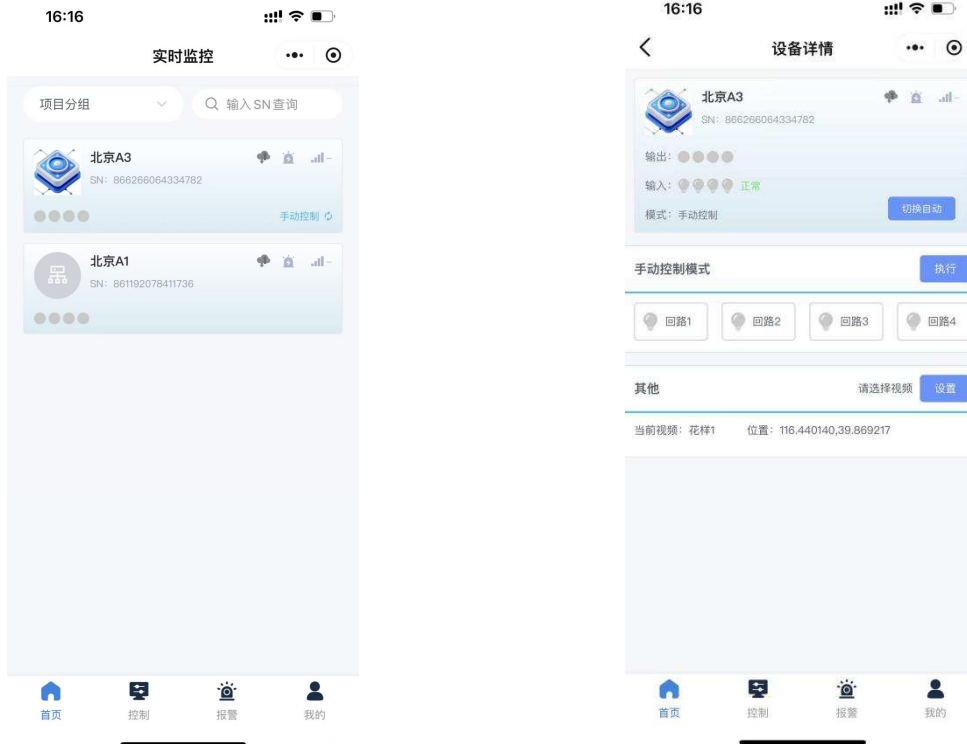 16:16
实时监控
项目分组
输入SN查询
北京A3
SN: 866266064334782
手动控制
北京A1
SN: 861192078411736
首页 控制 报警 我的
16:16
设备详情
北京A3
SN: 866266064334782
输出:
输入: 正常
模式: 手动控制
切换自动
手动控制模式
执行
回路1 回路2 回路3 回路4
其他
请选择视频
设置
当前视频: 花样1 位置: 116.440140,39.869217
首页 控制 报警 我的